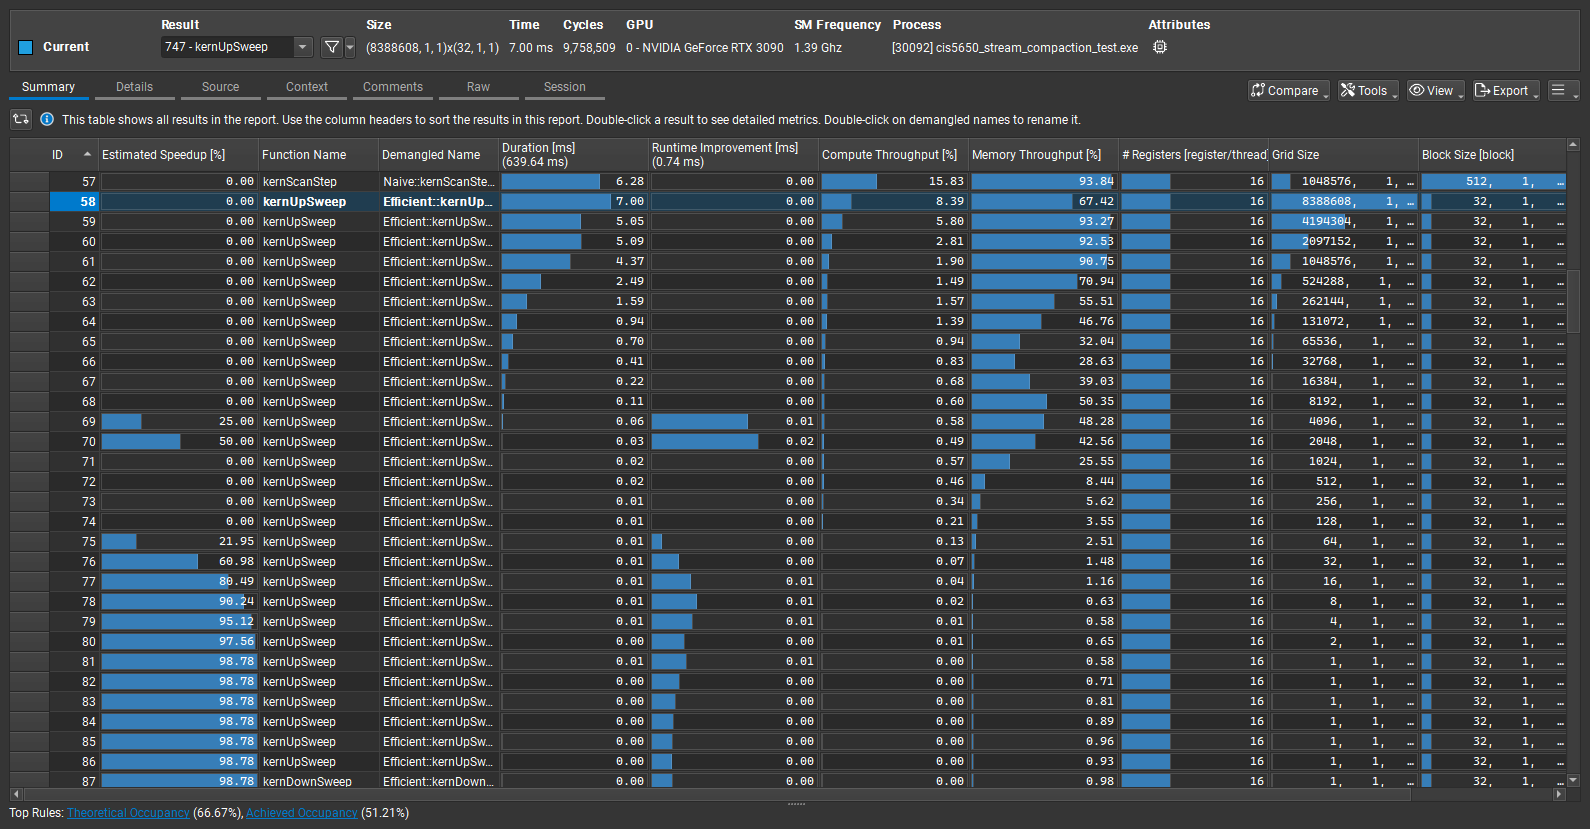 Current
Result Size Time Cycles GPU SM Frequency Process Attributes
747 - kernUpSweep (8388608, 1, 1)x(32, 1, 1) 7.00 ms 9,758,509 0 - NVIDIA GeForce RTX 3090 1.39 Ghz [30092] cis5650_stream_compaction_test.exe
Summary Details Source Context Comments Raw Session Compare Tools View Export
This table shows all results in the report. Use the column headers to sort the results in this report. Double-click a result to see detailed metrics. Double-click on demangled names to rename it.
ID Estimated Speedup [%] Function Name Demangled Name Duration [ms] (639.64 ms) Runtime Improvement [ms] (0.74 ms) Compute Throughput [%] Memory Throughput [%] # Registers [register/thread] Grid Size Block Size [block]
57 0.00 kernScanStep Naive::kernScanSte... 6.28 0.00 15.83 93.84 16 1048576, 1, ... 512, 1, ...
58 0.00 kernUpSweep Efficient::kernUp... 7.00 0.00 8.39 67.42 16 8388608, 1, ... 32, 1, ...
59 0.00 kernUpSweep Efficient::kernUpSw... 5.05 0.00 5.80 93.27 16 4194304, 1, ... 32, 1, ...
60 0.00 kernUpSweep Efficient::kernUpSw... 5.09 0.00 2.81 92.53 16 2097152, 1, ... 32, 1, ...
61 0.00 kernUpSweep Efficient::kernUpSw... 4.37 0.00 1.90 90.75 16 1048576, 1, ... 32, 1, ...
62 0.00 kernUpSweep Efficient::kernUpSw... 2.49 0.00 1.49 70.94 16 524288, 1, ... 32, 1, ...
63 0.00 kernUpSweep Efficient::kernUpSw... 1.59 0.00 1.57 55.51 16 262144, 1, ... 32, 1, ...
64 0.00 kernUpSweep Efficient::kernUpSw... 0.94 0.00 1.39 46.76 16 131072, 1, ... 32, 1, ...
65 0.00 kernUpSweep Efficient::kernUpSw... 0.70 0.00 0.94 32.04 16 65536, 1, ... 32, 1, ...
66 0.00 kernUpSweep Efficient::kernUpSw... 0.41 0.00 0.83 28.63 16 32768, 1, ... 32, 1, ...
67 0.00 kernUpSweep Efficient::kernUpSw... 0.22 0.00 0.68 39.03 16 16384, 1, ... 32, 1, ...
68 0.00 kernUpSweep Efficient::kernUpSw... 0.11 0.00 0.60 50.35 16 8192, 1, ... 32, 1, ...
69 25.00 kernUpSweep Efficient::kernUpSw... 0.06 0.01 0.58 48.28 16 4096, 1, ... 32, 1, ...
70 50.00 kernUpSweep Efficient::kernUpSw... 0.03 0.02 0.49 42.56 16 2048, 1, ... 32, 1, ...
71 0.00 kernUpSweep Efficient::kernUpSw... 0.02 0.00 0.57 25.55 16 1024, 1, ... 32, 1, ...
72 0.00 kernUpSweep Efficient::kernUpSw... 0.02 0.00 0.46 8.44 16 512, 1, ... 32, 1, ...
73 0.00 kernUpSweep Efficient::kernUpSw... 0.01 0.00 0.34 5.62 16 256, 1, ... 32, 1, ...
74 0.00 kernUpSweep Efficient::kernUpSw... 0.01 0.00 0.21 3.55 16 128, 1, ... 32, 1, ...
75 21.95 kernUpSweep Efficient::kernUpSw... 0.01 0.00 0.13 2.51 16 64, 1, ... 32, 1, ...
76 60.98 kernUpSweep Efficient::kernUpSw... 0.01 0.00 0.07 1.48 16 32, 1, ... 32, 1, ...
77 80.49 kernUpSweep Efficient::kernUpSw... 0.01 0.01 0.04 1.16 16 16, 1, ... 32, 1, ...
78 90.24 kernUpSweep Efficient::kernUpSw... 0.01 0.01 0.02 0.63 16 8, 1, ... 32, 1, ...
79 95.12 kernUpSweep Efficient::kernUpSw... 0.01 0.01 0.01 0.58 16 4, 1, ... 32, 1, ...
80 97.56 kernUpSweep Efficient::kernUpSw... 0.00 0.00 0.01 0.65 16 2, 1, ... 32, 1, ...
81 98.78 kernUpSweep Efficient::kernUpSw... 0.01 0.01 0.00 0.58 16 1, 1, ... 32, 1, ...
82 98.78 kernUpSweep Efficient::kernUpSw... 0.00 0.00 0.00 0.71 16 1, 1, ... 32, 1, ...
83 98.78 kernUpSweep Efficient::kernUpSw... 0.00 0.00 0.00 0.81 16 1, 1, ... 32, 1, ...
84 98.78 kernUpSweep Efficient::kernUpSw... 0.00 0.00 0.00 0.89 16 1, 1, ... 32, 1, ...
85 98.78 kernUpSweep Efficient::kernUpSw... 0.00 0.00 0.00 0.96 16 1, 1, ... 32, 1, ...
86 98.78 kernUpSweep Efficient::kernUpSw... 0.00 0.00 0.00 0.93 16 1, 1, ... 32, 1, ...
87 98.78 kernDownSweep Efficient::kernDown... 0.00 0.00 0.00 0.98 16 1, 1, ... 32, 1, ...
Top Rules: Theoretical Occupancy (66.67%), Achieved Occupancy (51.21%)